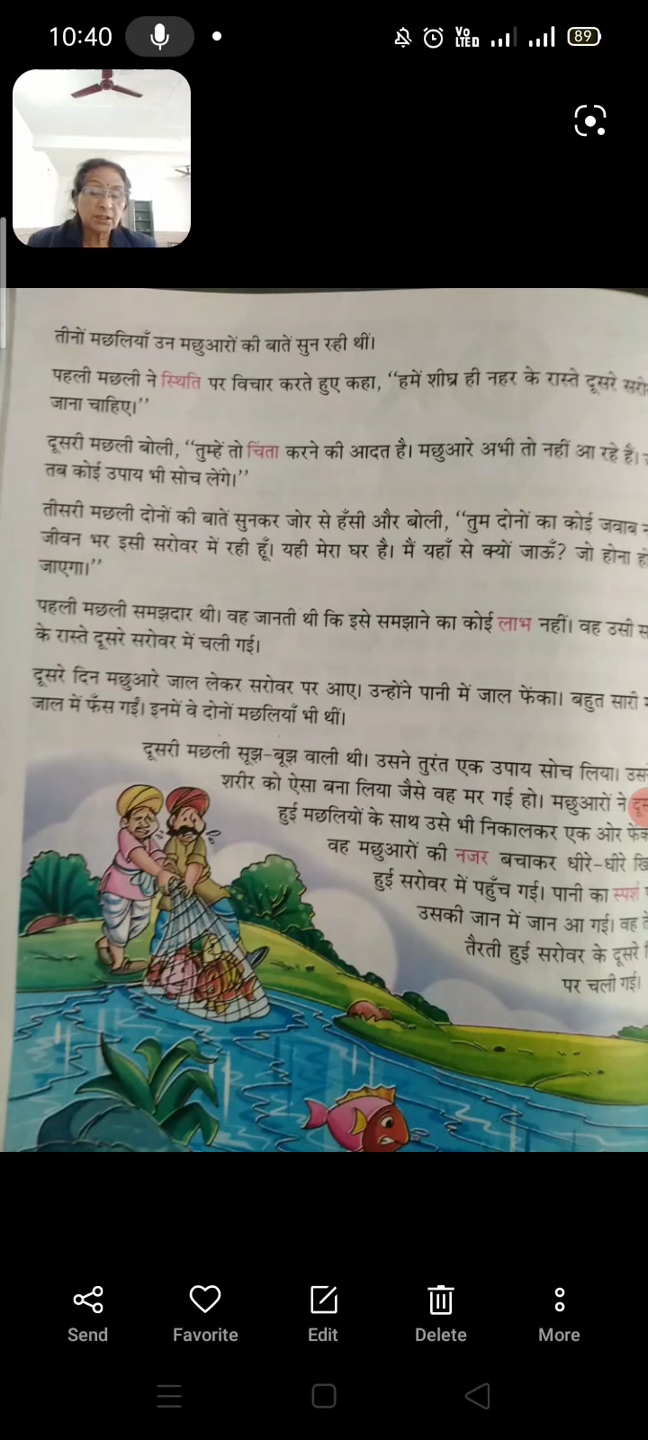 10:40
Vo
LTE
89
तीनों मछलियाँ उन मछुआरों की बातें सुन रही थीं।
पहली मछली ने स्थिति पर विचार करते हुए कहा, “हमें शीघ्र ही नहर के रास्ते दूसरे
जाना चाहिए।”
दूसरी मछली बोली, “तुम्हें तो चिंता करने की आदत है। मछुआरे अभी तो नहीं आ रहे हैं।
तब कोई उपाय भी सोच लेंगे।”
तीसरी मछली दोनों की बातें सुनकर जोर से हँसी और बोली, “तुम दोनों का कोई जवाब
जीवन भर इसी सरोवर में रही हूँ। यही मेरा घर है। मैं यहाँ से क्यों जाऊँ? जो होना
जाएगा।”
पहली मछली समझदार थी। वह जानती थी कि इसे समझाने का कोई लाभ नहीं। वह उसी
के रास्ते दूसरे सरोवर में चली गई।
दूसरे दिन मछुआरे जाल लेकर सरोवर पर आए। उन्होंने पानी में जाल फेंका। बहुत सारी
जाल में फँस गईं। इनमें वे दोनों मछलियाँ भी थीं।
दूसरी मछली सूझ-बूझ वाली थी। उसने तुरंत एक उपाय सोच लिया।
शरीर को ऐसा बना लिया जैसे वह मर गई हो। मछुआरों ने
हुई मछलियों के साथ उसे भी निकालकर एक ओर
वह मछुआरों की नजर बचाकर धीरे-धीरे
हुई सरोवर में पहुँच गई। पानी का स्पर्श
उसकी जान में जान आ गई। वह
तैरती हुई सरोवर के दूसरे
पर चली गई।
Send
Favorite
Edit
Delete
More